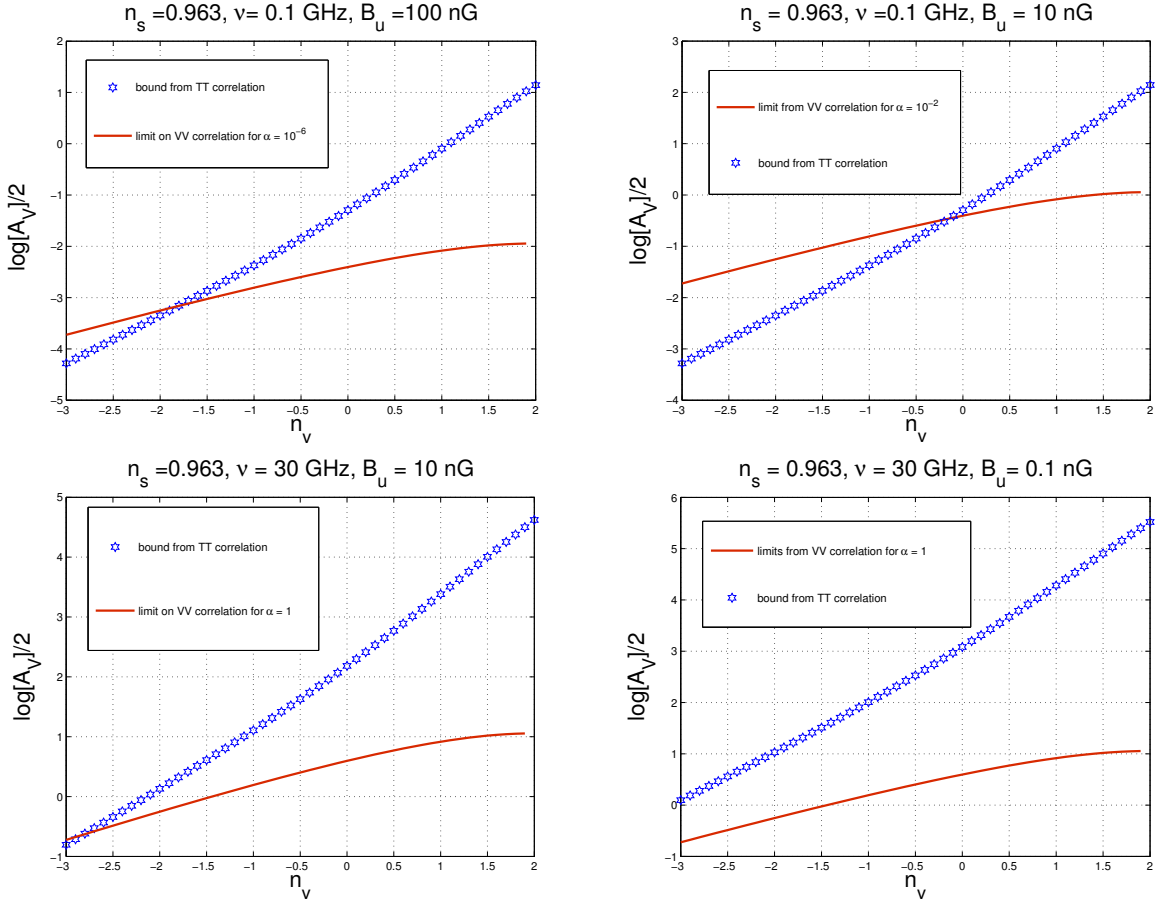 n_s =0.963, ν= 0.1 GHz, B_u =100 nG
2
1
0
−1
−2
−3
−4
−5
log[A_V]/2
bound from TT correlation
limit on VV correlation for α = 10^−6
−3 −2.5 −2 −1.5 −1 −0.5 0 0.5 1 1.5 2
n_v
n_s = 0.963, ν =0.1 GHz, B_u = 10 nG
3
2
1
0
−1
−2
−3
−4
log[A_V]/2
limit from VV correlation for α = 10^−2
bound from TT correlation
−3 −2.5 −2 −1.5 −1 −0.5 0 0.5 1 1.5 2
n_v
n_s =0.963, ν = 30 GHz, B_u = 10 nG
5
4
3
2
1
0
−1
log[A_V]/2
bound from TT correlation
limit on VV correlation for α = 1
−3 −2.5 −2 −1.5 −1 −0.5 0 0.5 1 1.5 2
n_v
n_s = 0.963, ν = 30 GHz, B_u = 0.1 nG
6
5
4
3
2
1
0
−1
log[A_V]/2
limits from VV correlation for α = 1
bound from TT correlation
−3 −2.5 −2 −1.5 −1 −0.5 0 0.5 1 1.5 2
n_v